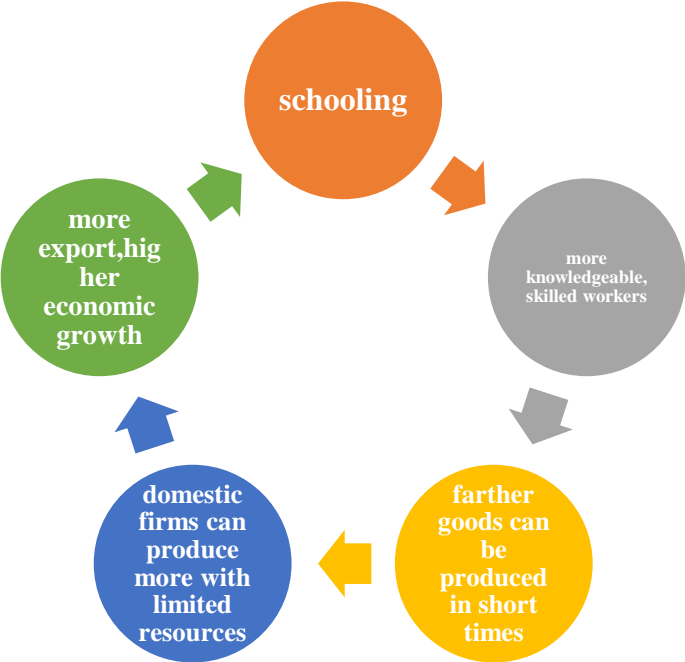 schooling
more
knowledgeable,
skilled workers
farther
goods can
be
produced
in short
times
domestic
firms can
produce
more with
limited
resources
more
export,hig
her
economic
growth